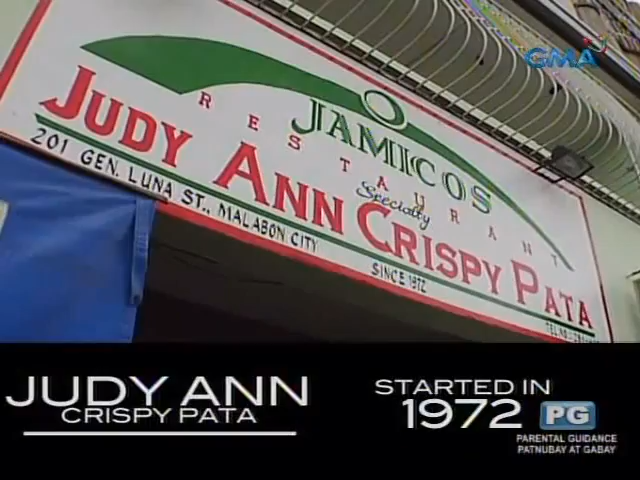 GMA
JAMICOS
RESTAURANT
JUDY ANN CRISPY PATA
Specialty
201 GEN. LUNA ST., MALABON CITY
SINCE 1972
JUDY ANN
CRISPY PATA
STARTED IN
1972
PG
PARENTAL GUIDANCE
PATNUBAY AT GABAY